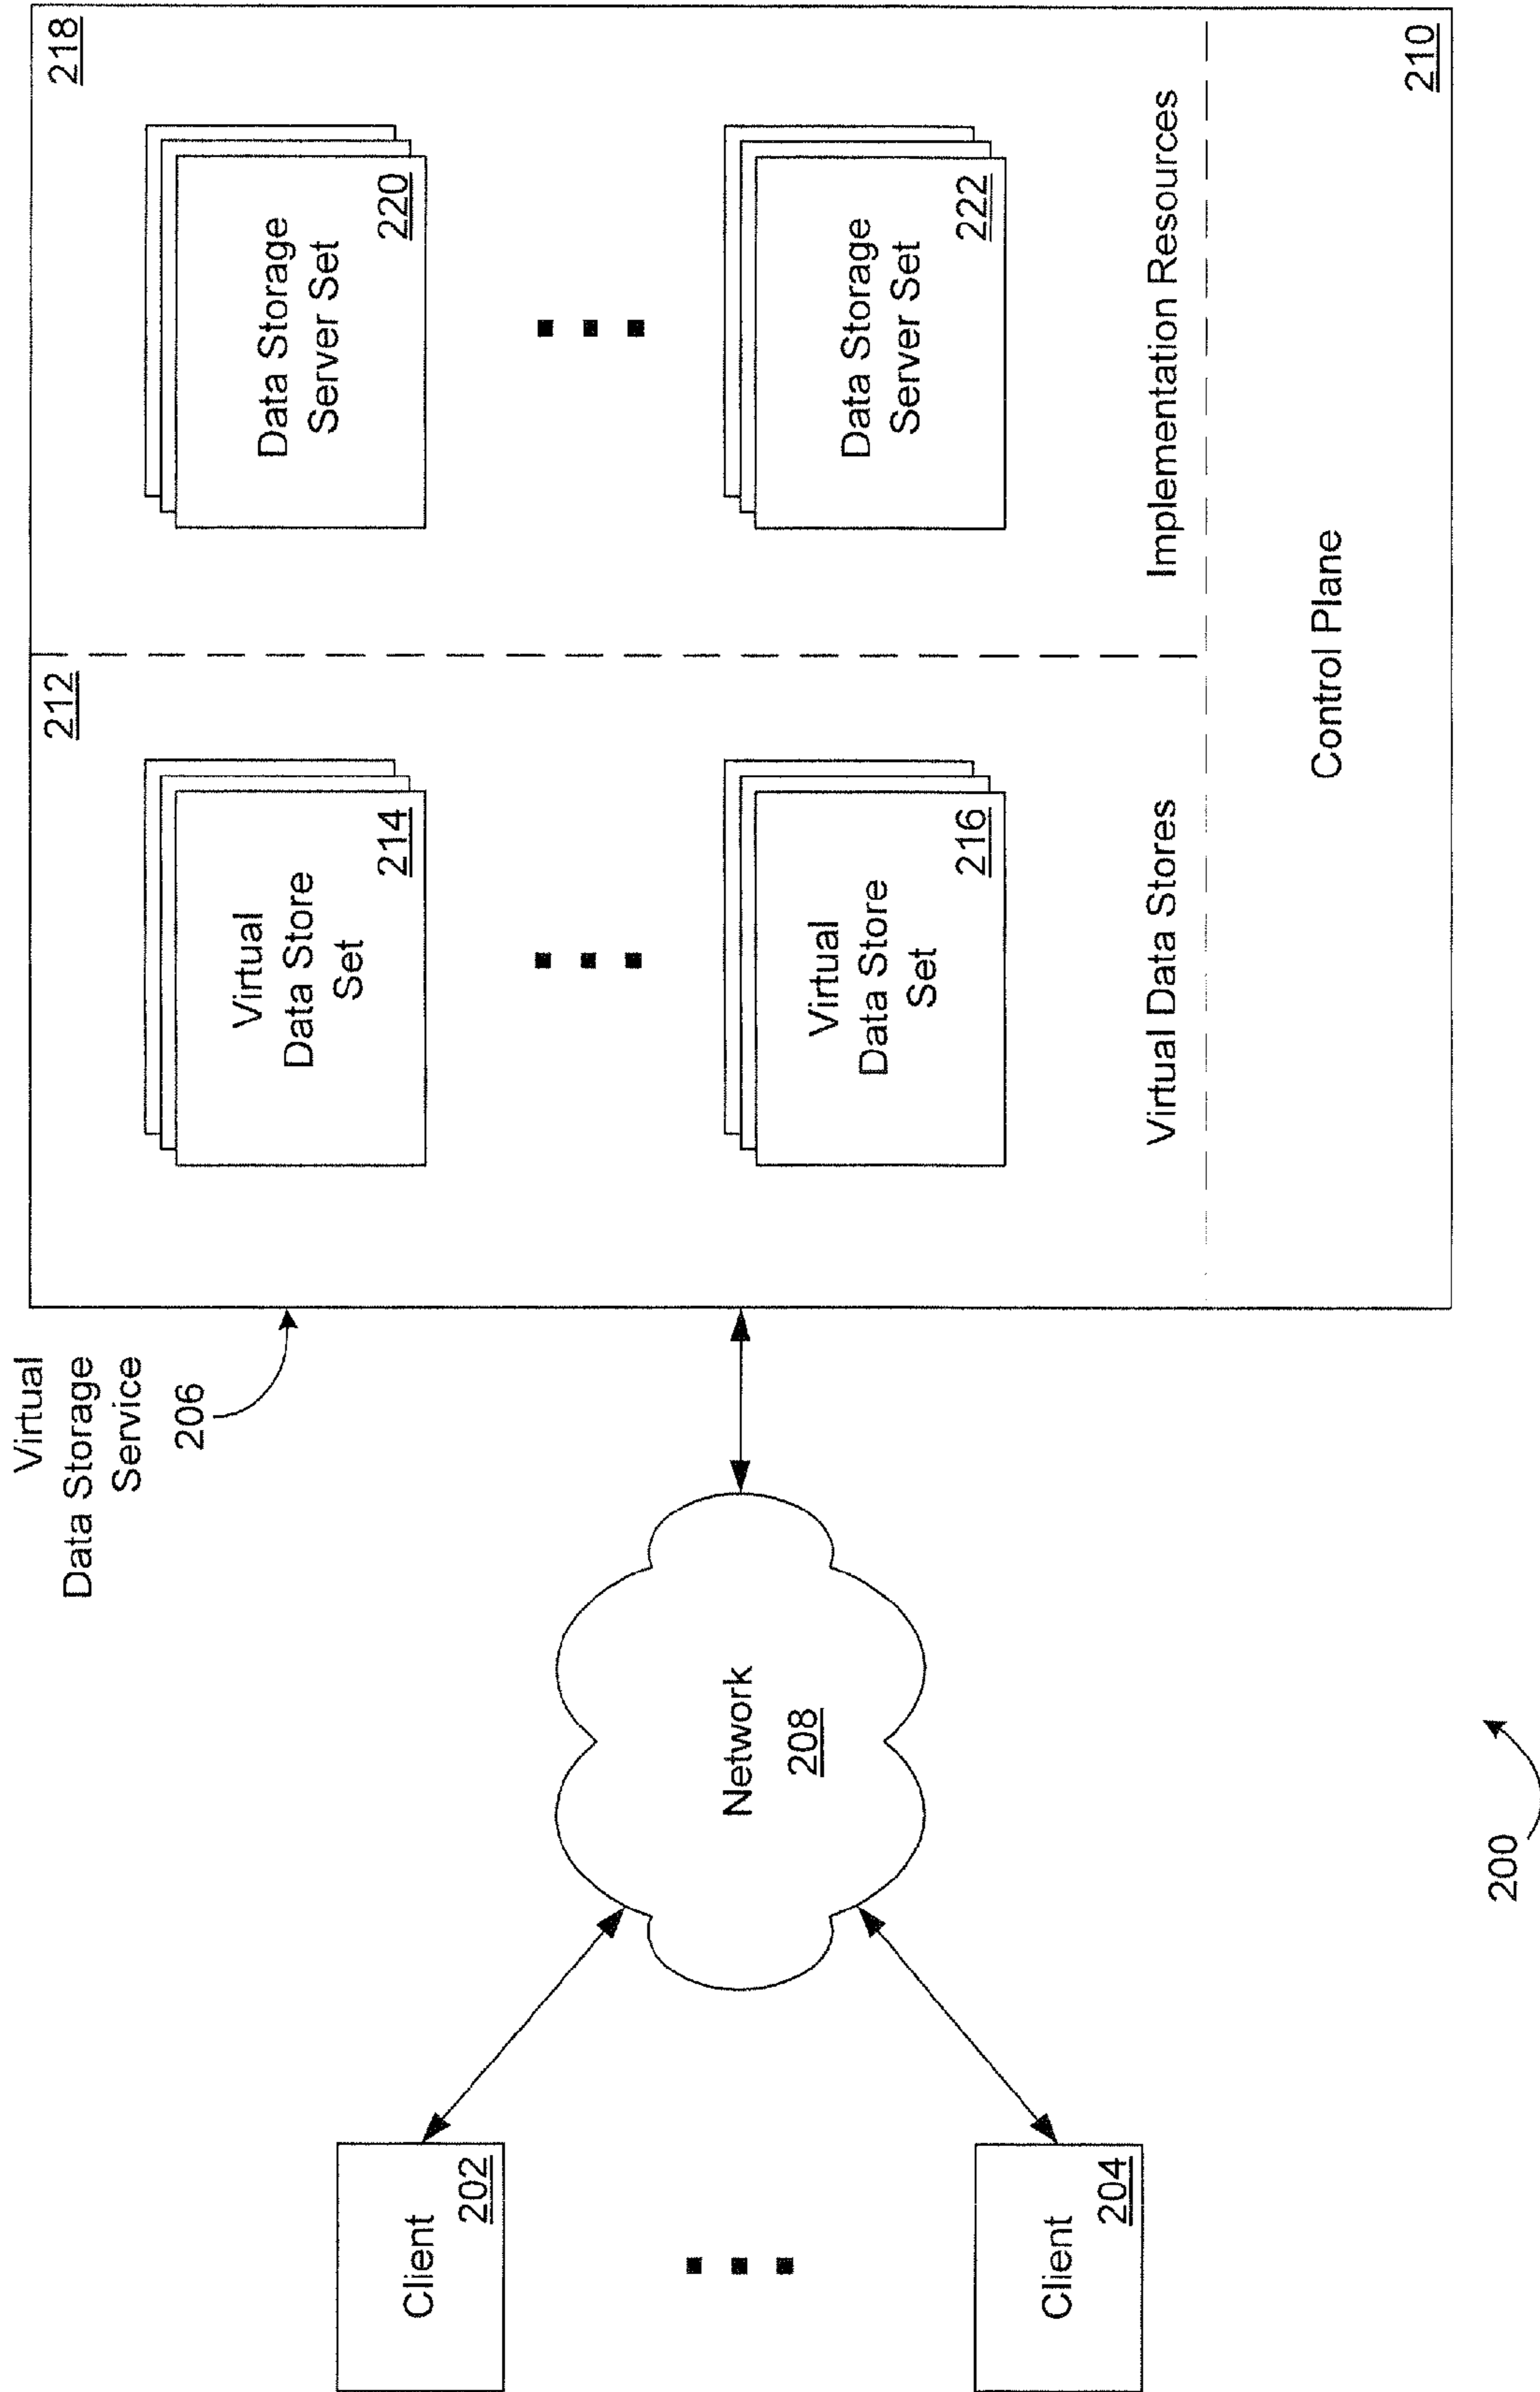 Virtual
Data Storage
Service
206
212
218
Virtual
Data Store
Set
214
Data Storage
Server Set
220
Client
202
Network
208
Virtual
Data Store
Set
216
Data Storage
Server Set
222
Client
204
Virtual Data Stores
Implementation Resources
Control Plane
210
200